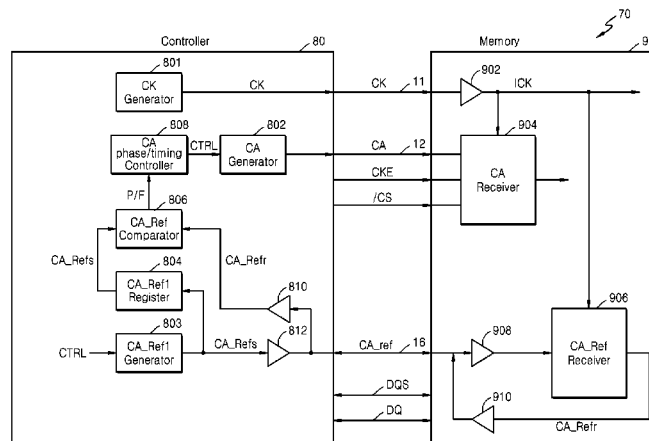 70
Controller
80
Memory
9
801
CK
Generator
CK
CK
11
902
ICK
808
CA
phase/timing
Controller
CTRL
802
CA
Generator
CA
12
904
CA
Receiver
CKE
/CS
P/F
806
CA_Ref
Comparator
CA_Refs
CA_Refr
804
CA_Ref1
Register
810
812
803
CA_Ref1
Generator
CTRL
CA_Refs
CA_ref
16
908
906
CA_Ref
Receiver
910
CA_Refr
DQS
DQ